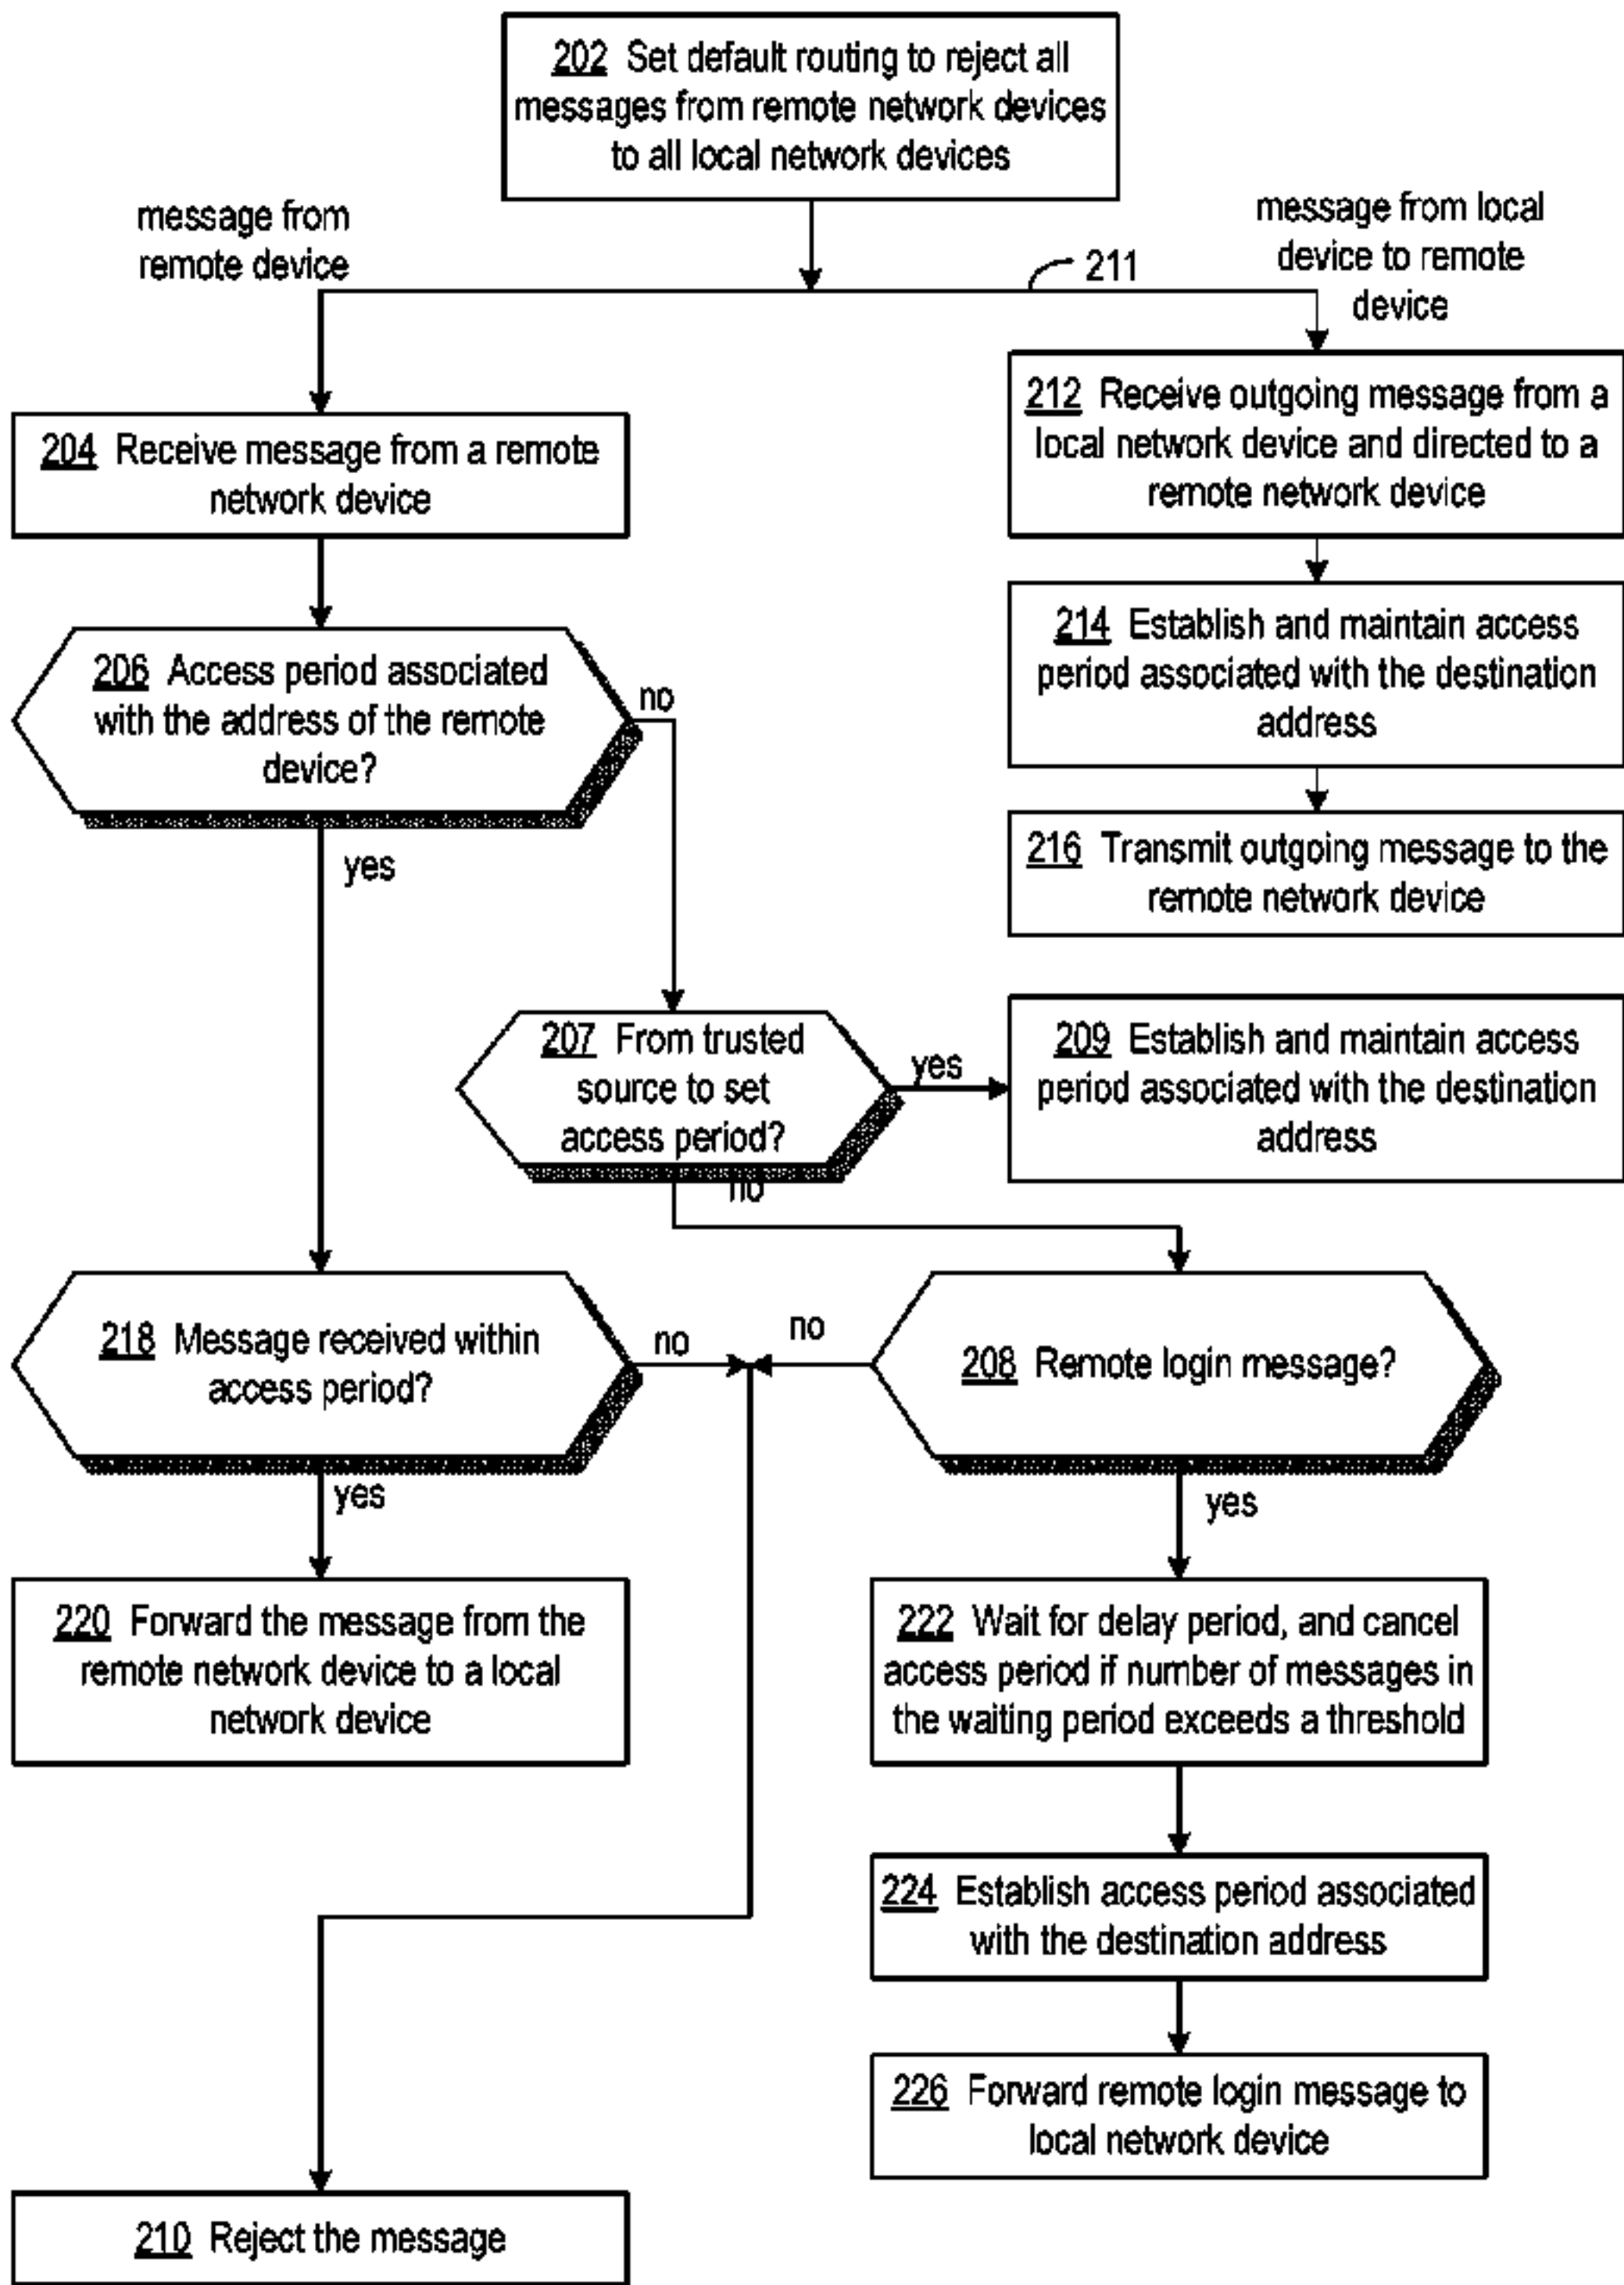 202 Set default routing to reject all
messages from remote network devices
to all local network devices
message from
remote device
message from local
device to remote
device
211
204 Receive message from a remote
network device
212 Receive outgoing message from a
local network device and directed to a
remote network device
206 Access period associated
with the address of the remote
device?
no
yes
214 Establish and maintain access
period associated with the destination
address
216 Transmit outgoing message to the
remote network device
207 From trusted
source to set
access period?
yes
no
209 Establish and maintain access
period associated with the destination
address
218 Message received within
access period?
no
yes
no
208 Remote login message?
yes
220 Forward the message from the
remote network device to a local
network device
222 Wait for delay period, and cancel
access period if number of messages in
the waiting period exceeds a threshold
224 Establish access period associated
with the destination address
226 Forward remote login message to
local network device
210 Reject the message